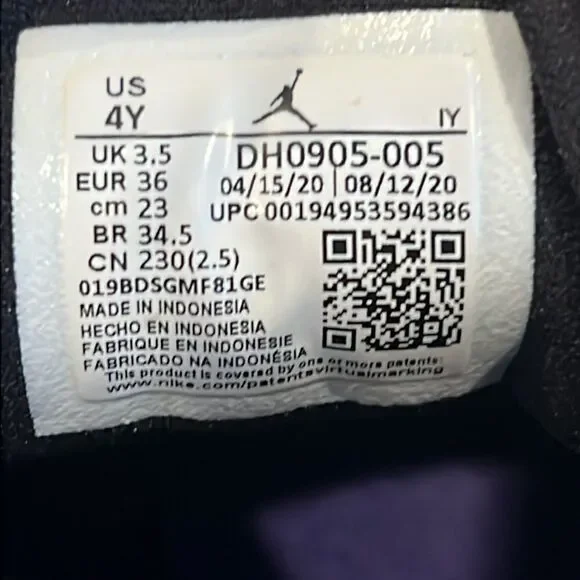 US
4Y
IY
UK 3.5
EUR 36
cm 23
BR 34.5
CN 230(2.5)
DH0905-005
04/15/20 | 08/12/20
UPC 00194953594386
019BDSGMF81GE
MADE IN INDONESIA
HECHO EN INDONESIA
FABRIQUE EN INDONESIE
FABRICADO NA INDONÉSIA
This product is covered by one or more patents:
www.nike.com/patentsvirtualmarking